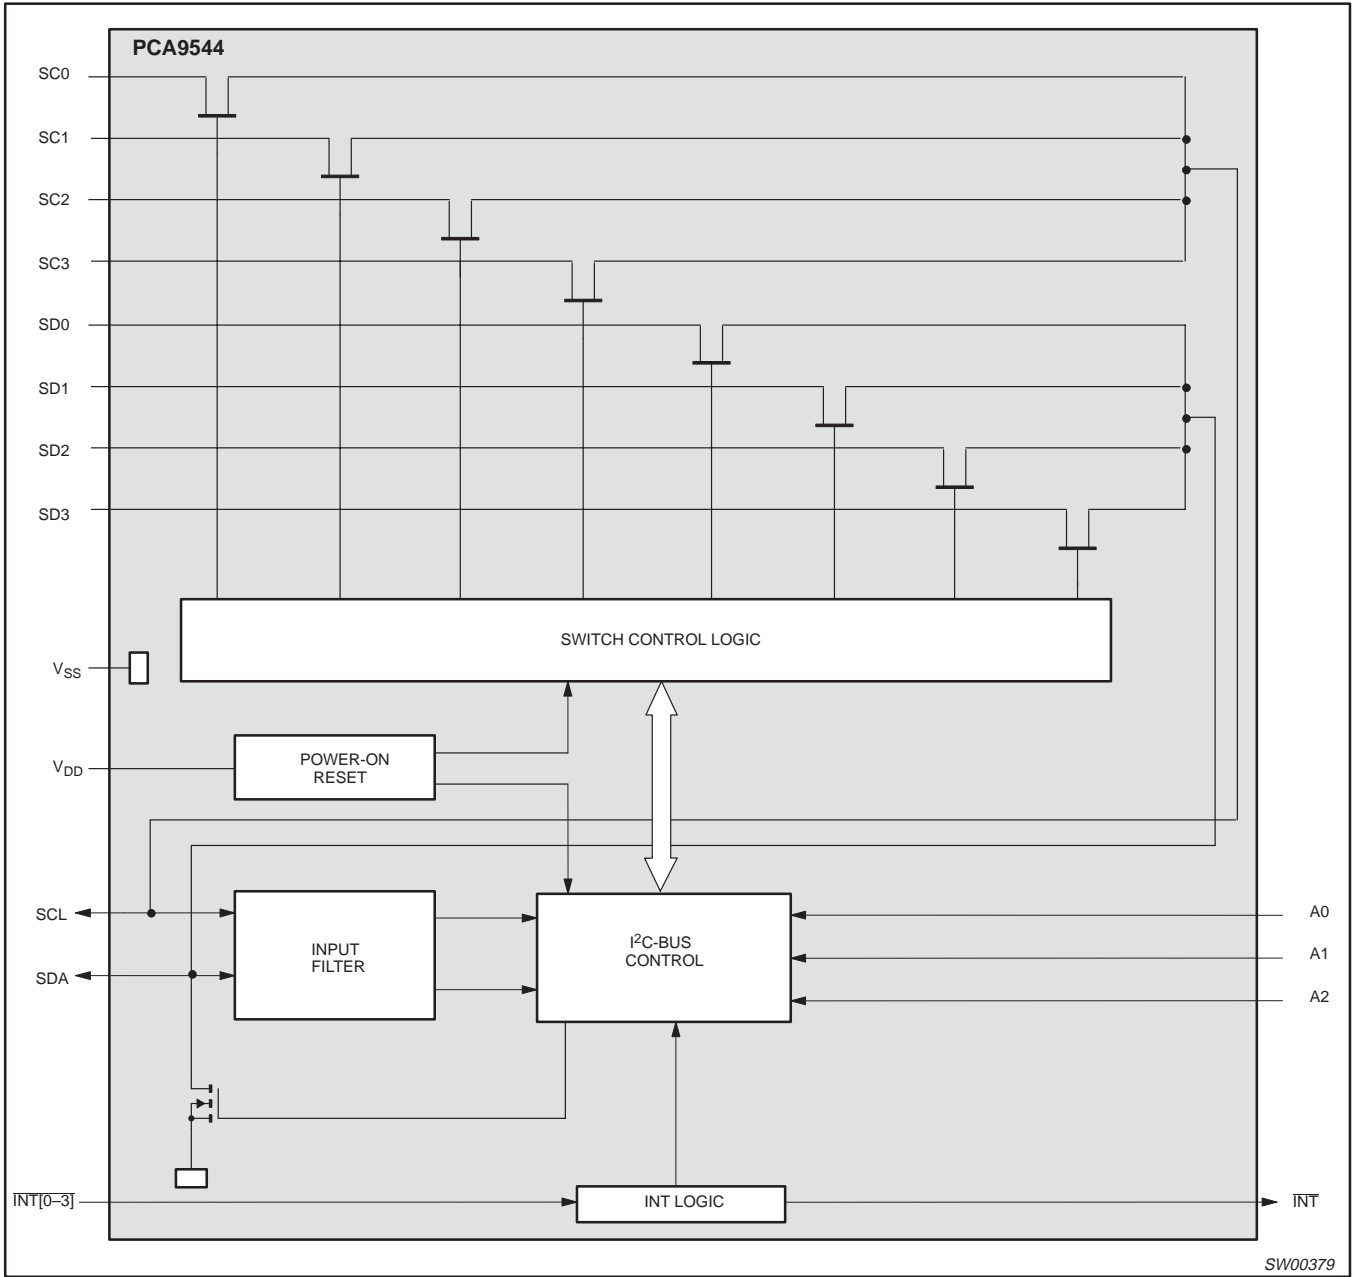 PCA9544
SC0
SC1
SC2
SC3
SD0
SD1
SD2
SD3
SWITCH CONTROL LOGIC
VSS
POWER-ON
RESET
VDD
SCL
SDA
INPUT
FILTER
I2C-BUS
CONTROL
A0
A1
A2
INT[0–3]
INT LOGIC
INT
SW00379